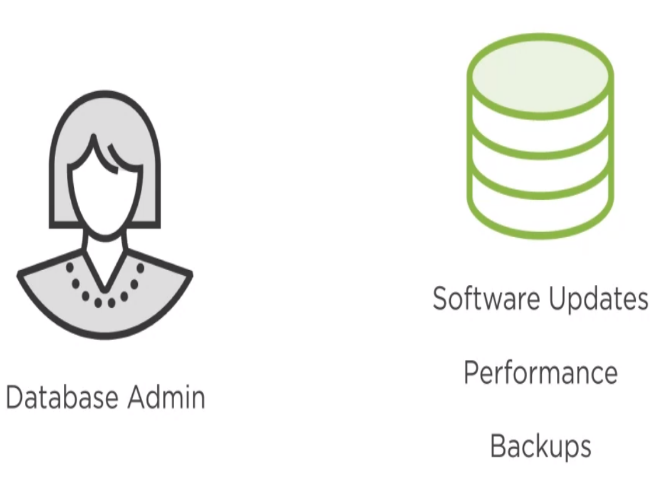 Database Admin
Software Updates
Performance
Backups